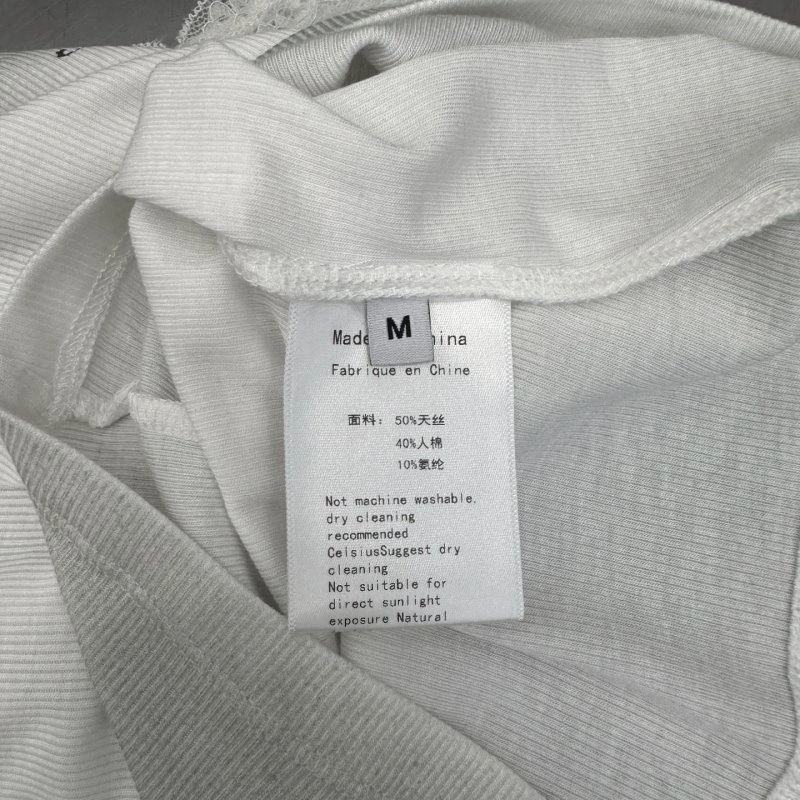 M
Made hina
Fabrique en Chine
面料: 50%天丝
40%人棉
10%氨纶
Not machine washable.
dry cleaning
recommended
CelsiusSuggest dry
cleaning
Not suitable for
direct sunlight
exposure Natural